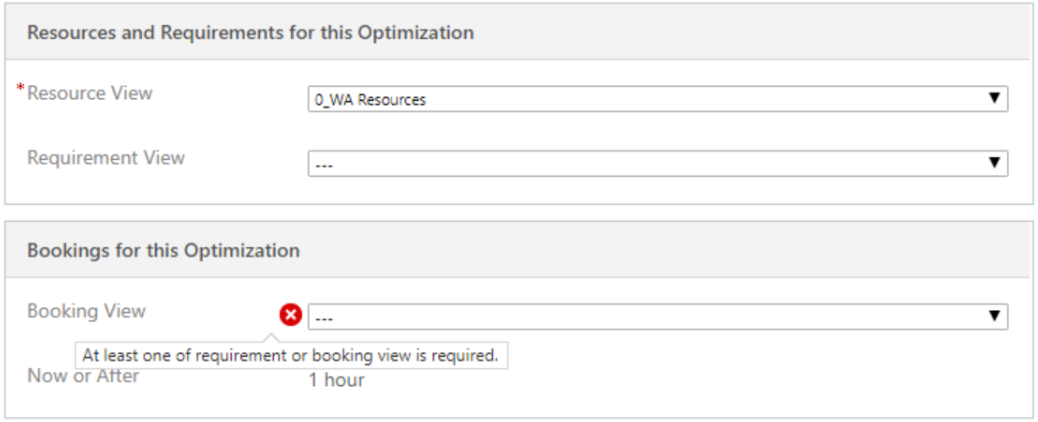 Resources and Requirements for this Optimization
*Resource View
0_WA Resources
Requirement View
---
Bookings for this Optimization
Booking View
---
At least one of requirement or booking view is required.
Now or After
1 hour